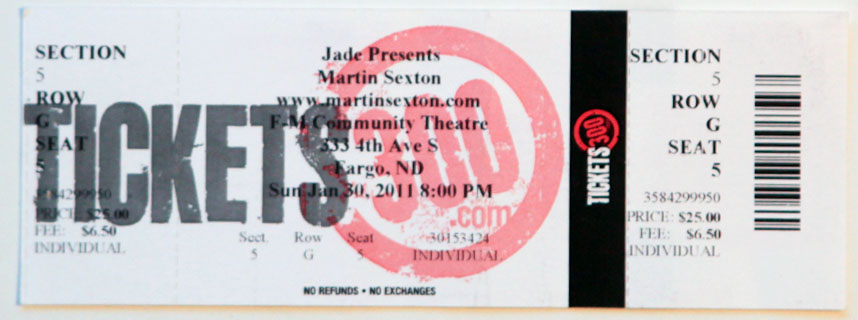 SECTION
5
ROW
G
SEAT
5
3584299950
PRICE: $25.00
FEE: $6.50
INDIVIDUAL
TICKETS300
.com
Jade Presents
Martin Sexton
www.martinsexton.com
F-M Community Theatre
333 4th Ave S
Fargo, ND
Sun Jan 30, 2011 8:00 PM
Sect. Row Seat 30153424
5 G 5 INDIVIDUAL
NO REFUNDS • NO EXCHANGES
TICKETS300
SECTION
5
ROW
G
SEAT
5
3584299950
PRICE: $25.00
FEE: $6.50
INDIVIDUAL